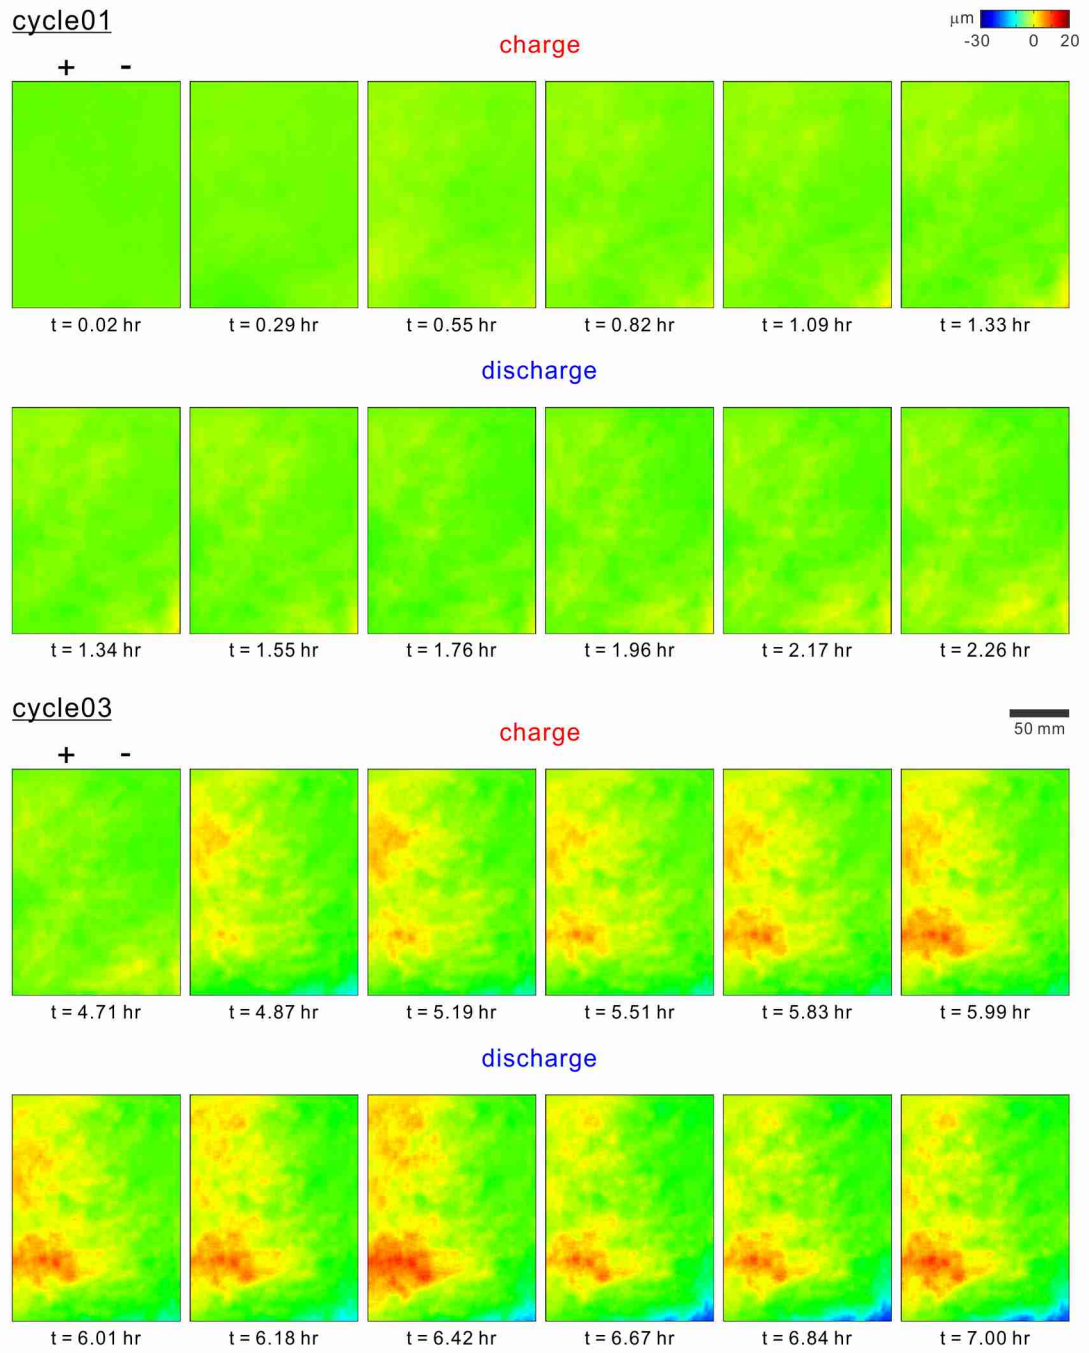 cycle01
μm
-30 0 20
charge
+ -
t = 0.02 hr t = 0.29 hr t = 0.55 hr t = 0.82 hr t = 1.09 hr t = 1.33 hr
discharge
t = 1.34 hr t = 1.55 hr t = 1.76 hr t = 1.96 hr t = 2.17 hr t = 2.26 hr
cycle03
50 mm
charge
+ -
t = 4.71 hr t = 4.87 hr t = 5.19 hr t = 5.51 hr t = 5.83 hr t = 5.99 hr
discharge
t = 6.01 hr t = 6.18 hr t = 6.42 hr t = 6.67 hr t = 6.84 hr t = 7.00 hr